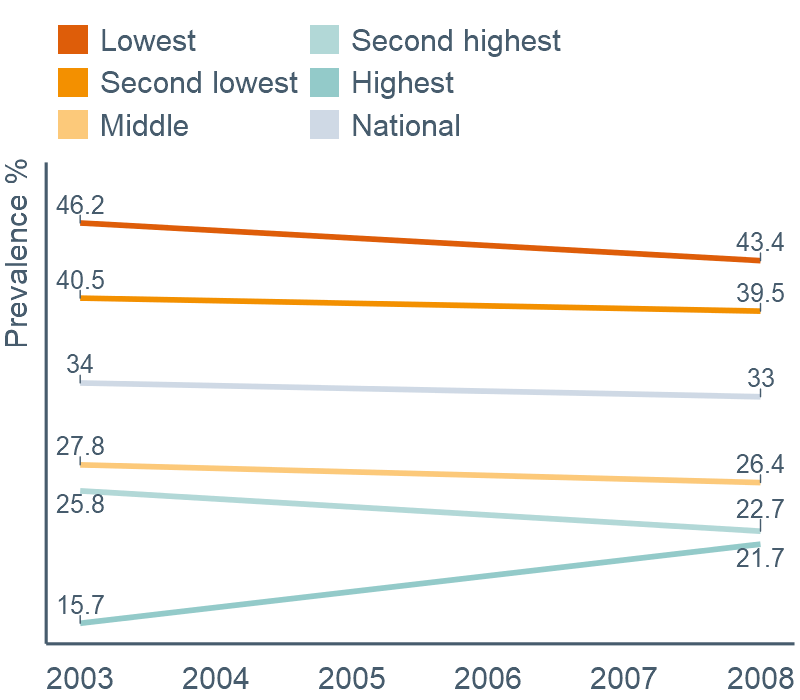 Lowest
Second lowest
Middle
Second highest
Highest
National
Prevalence %
46.2
43.4
40.5
39.5
34
33
27.8
26.4
25.8
22.7
21.7
15.7
2003 2004 2005 2006 2007 2008